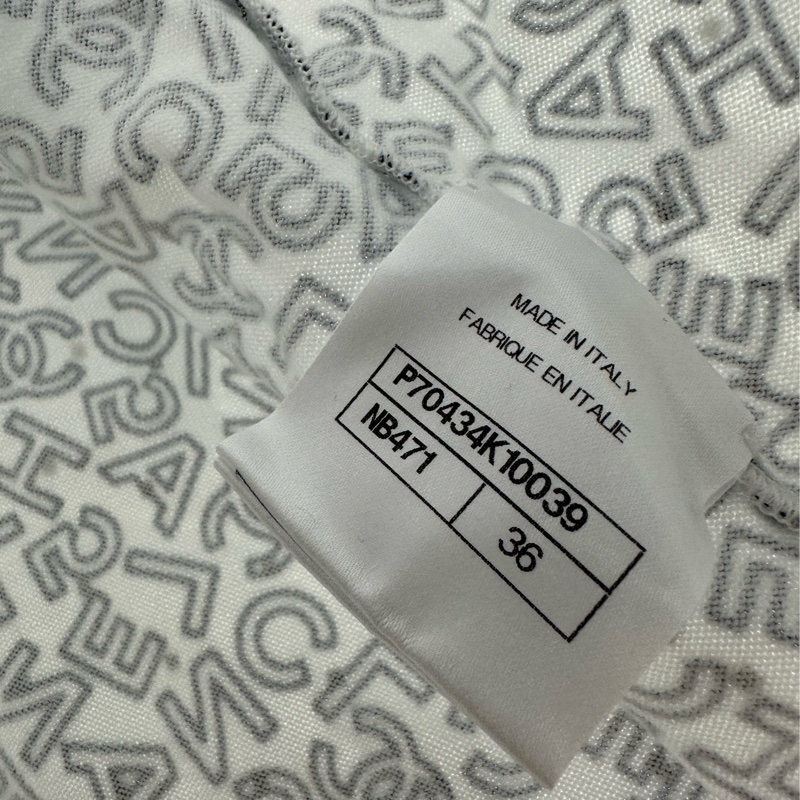 MADE IN ITALY
FABRIQUE EN ITALIE
P70434K10039
NB471
36